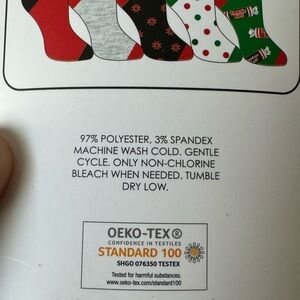 97% POLYESTER, 3% SPANDEX
MACHINE WASH COLD. GENTLE
CYCLE. ONLY NON-CHLORINE
BLEACH WHEN NEEDED. TUMBLE
DRY LOW.
OEKO-TEX®
CONFIDENCE IN TEXTILES
STANDARD 100
SHGO 076350 TESTEX
Tested for harmful substances.
www.oeko-tex.com/standard100